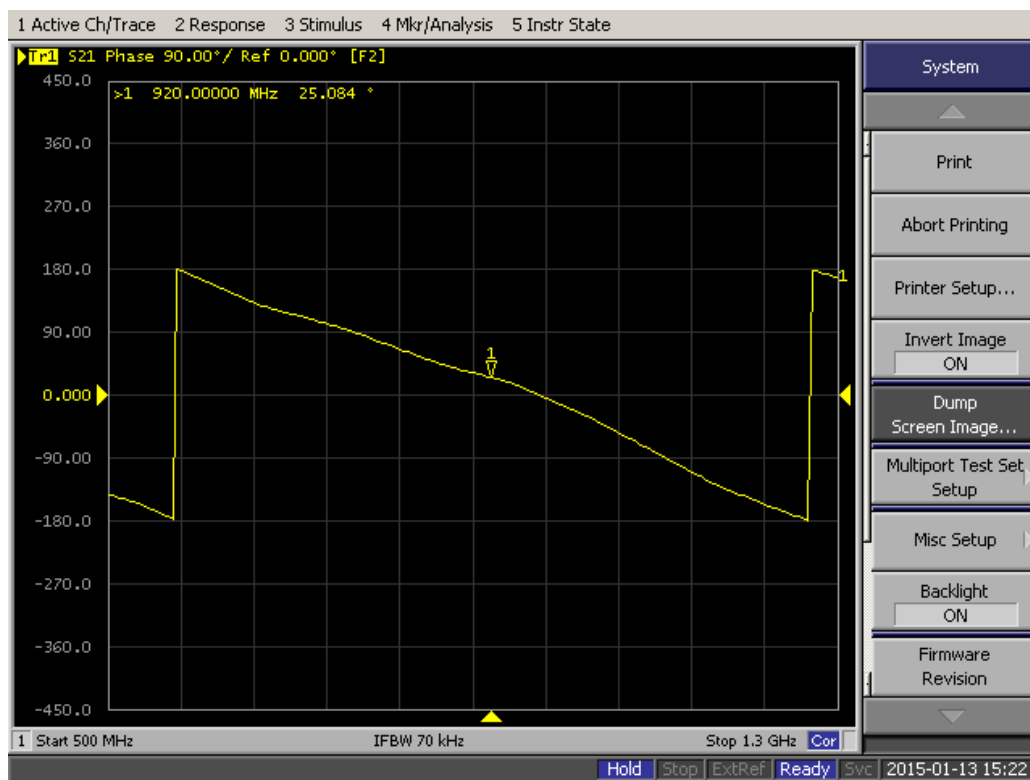 1 Active Ch/Trace 2 Response 3 Stimulus 4 Mkr/Analysis 5 Instr State
Tr1 S21 Phase 90.00°/ Ref 0.000° [F2]
>1 920.00000 MHz 25.084 °
450.0
360.0
270.0
180.0
90.00
0.000
-90.00
-180.0
-270.0
-360.0
-450.0
1
1
1 Start 500 MHz IFBW 70 kHz Stop 1.3 GHz Cor
System
Print
Abort Printing
Printer Setup...
Invert Image
ON
Dump
Screen Image...
Multiport Test Set
Setup
Misc Setup
Backlight
ON
Firmware
Revision
Hold Stop ExtRef Ready Svc 2015-01-13 15:22